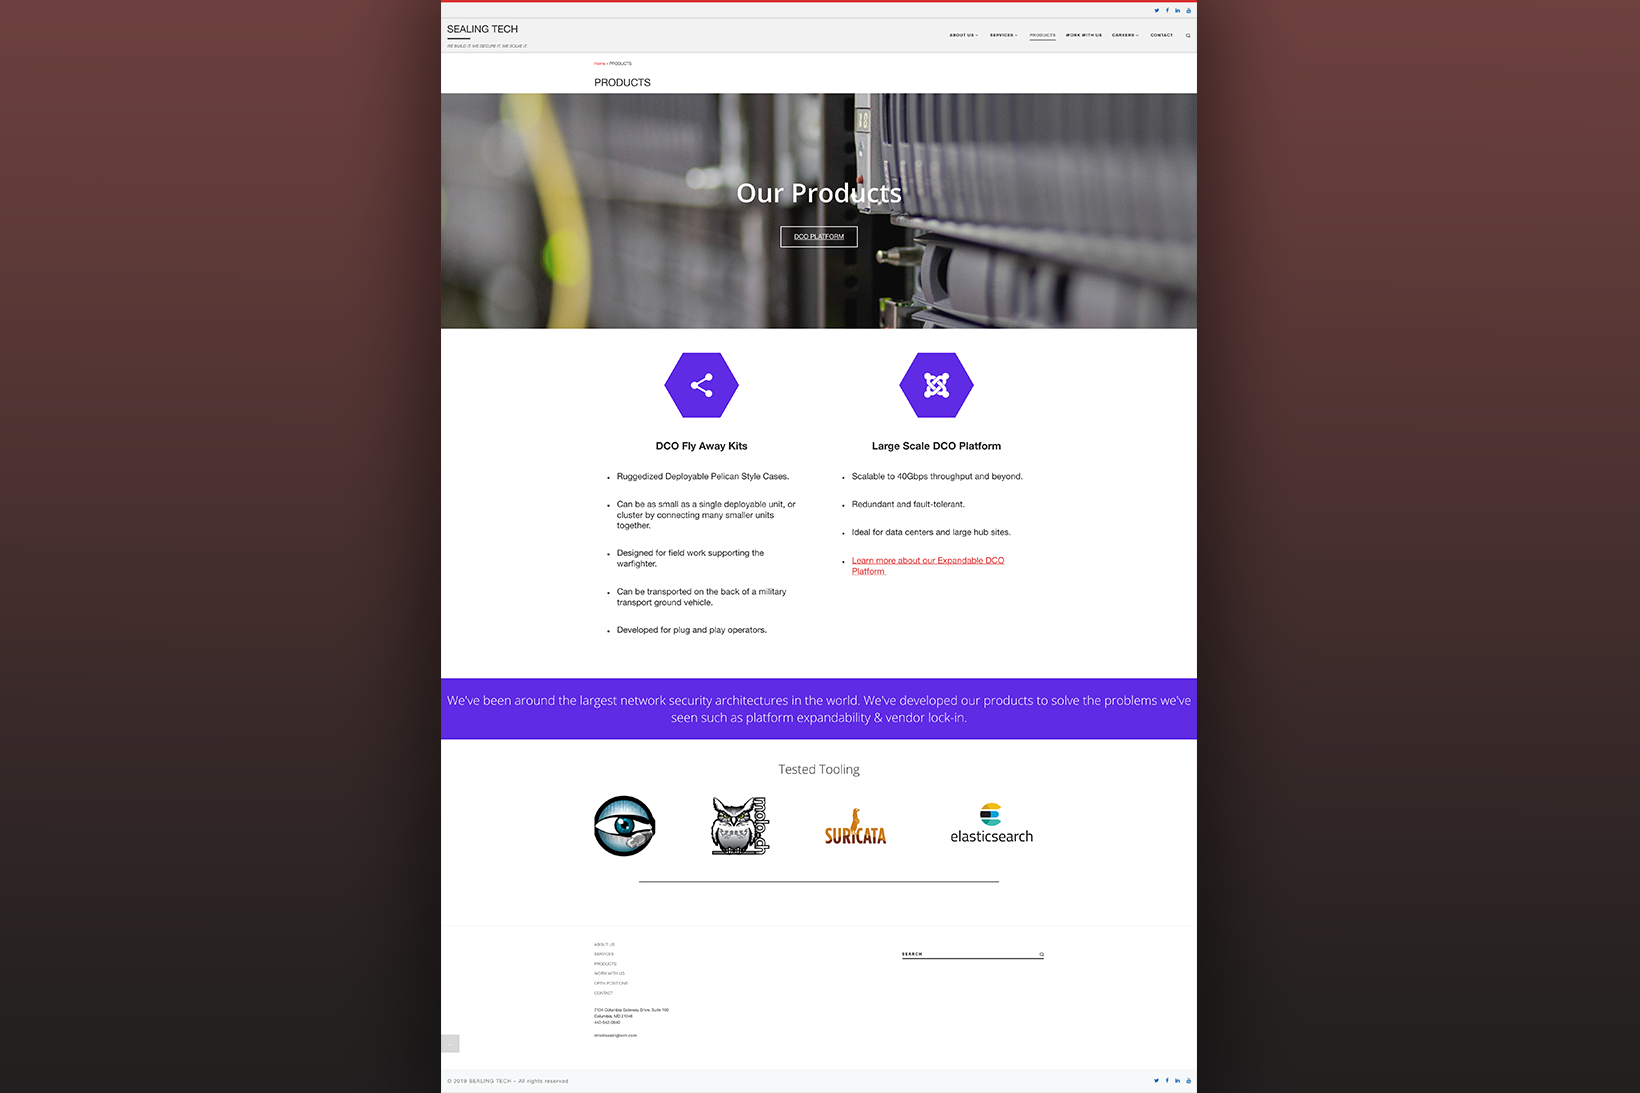 SEALING TECH
WE BUILD IT. WE SECURE IT. WE SOLVE IT.
ABOUT US
SERVICES
PRODUCTS
WORK WITH US
CAREERS
CONTACT
Home › PRODUCTS
PRODUCTS
Our Products
DCO PLATFORM
DCO Fly Away Kits
Ruggedized Deployable Pelican Style Cases.
Can be as small as a single deployable unit, or
cluster by connecting many smaller units
together.
Designed for field work supporting the
warfighter.
Can be transported on the back of a military
transport ground vehicle.
Developed for plug and play operators.
Large Scale DCO Platform
Scalable to 40Gbps throughput and beyond.
Redundant and fault-tolerant.
Ideal for data centers and large hub sites.
Learn more about our Expandable DCO
Platform
We've been around the largest network security architectures in the world. We've developed our products to solve the problems we've
seen such as platform expandability & vendor lock-in.
Tested Tooling
moloch
SURICATA
elasticsearch
ABOUT US
SERVICES
PRODUCTS
WORK WITH US
OPEN POSITIONS
CONTACT
SEARCH
7134 Columbia Gateway Drive, Suite 160
Columbia, MD 21046
info@sealingtech.com
© 2019 SEALING TECH – All rights reserved